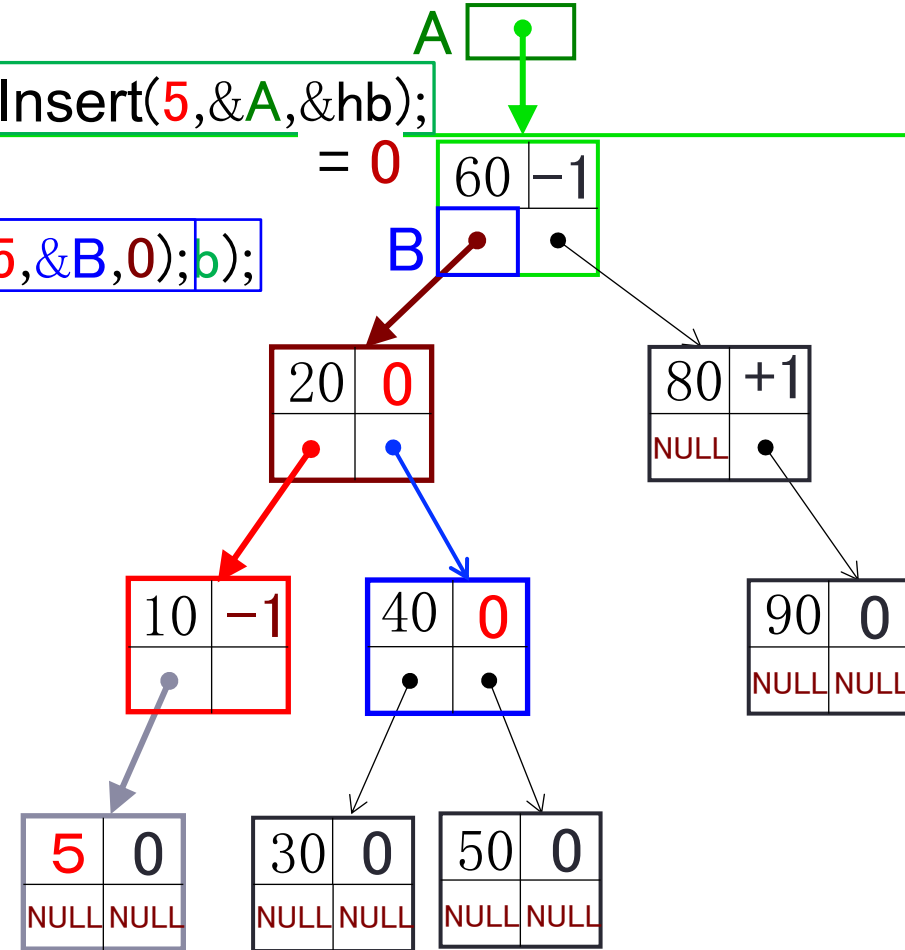 A
Insert(5,&A,&hb);
= 0
60 −1
B
5,&B,0);b);
20 0
80 +1
NULL
10 −1
40 0
90 0
NULL NULL
5 0
30 0
50 0
NULL NULL
NULL NULL
NULL NULL